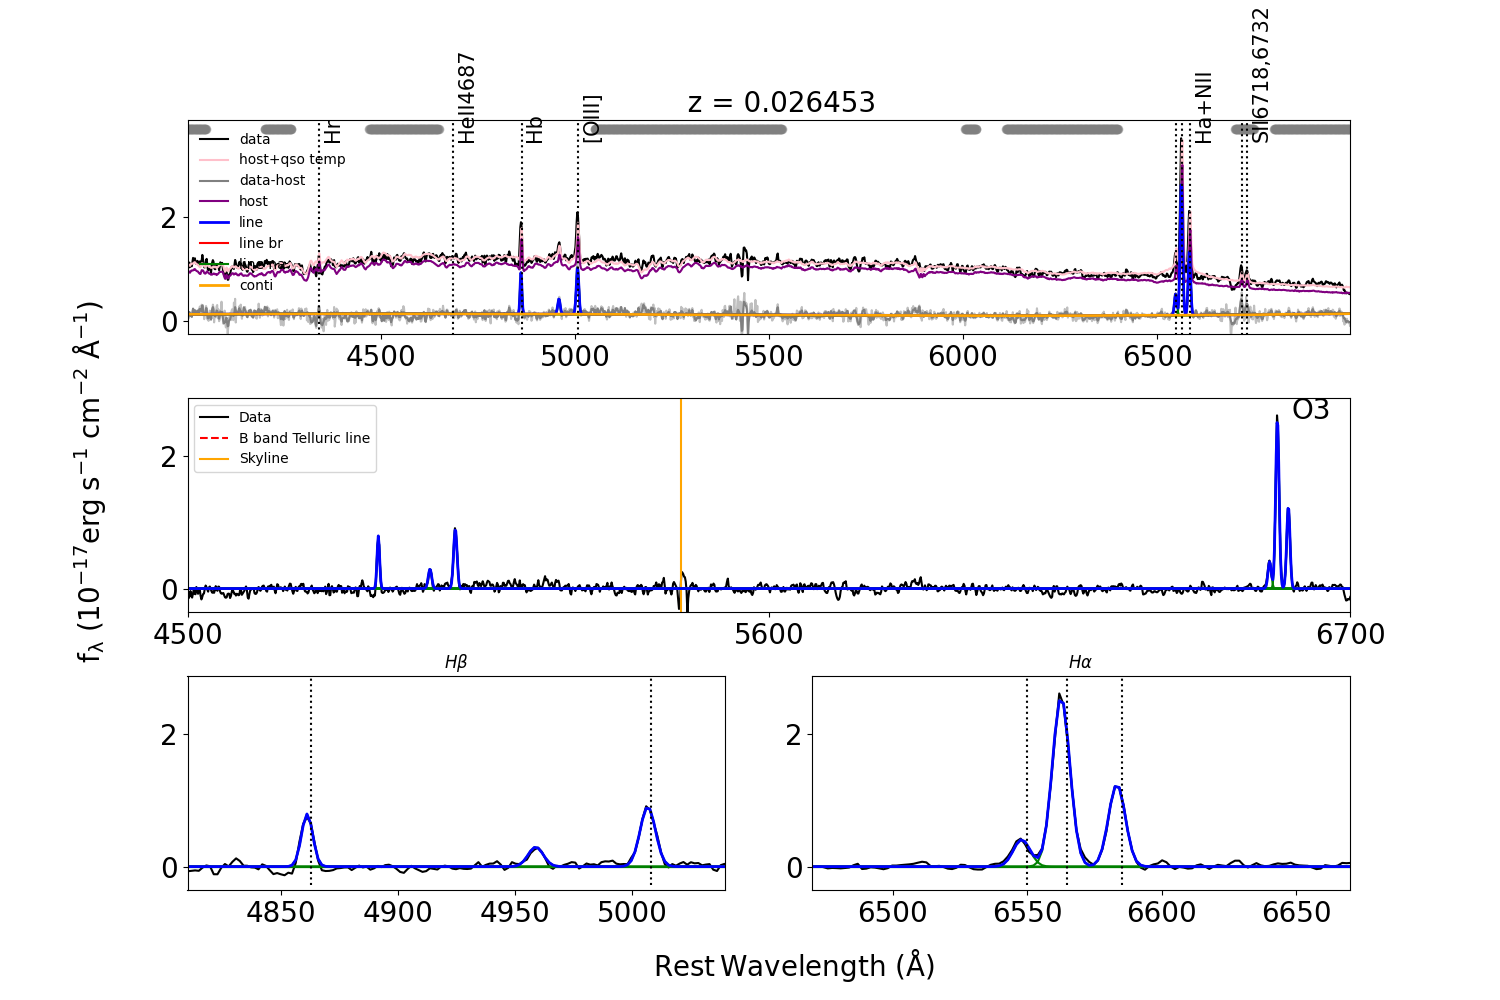 z = 0.026453
Hr
HeII4687
Hb
[OIII]
Ha+NII
SII6718,6732
data
host+qso temp
data-host
host
line
line br
conti
2
0
4500 5000 5500 6000 6500
fλ (10−17erg s−1 cm−2 Å−1)
O3
Data
B band Telluric line
Skyline
2
0
4500 5600 6700
Hβ
2
0
4850 4900 4950 5000
Hα
2
0
6500 6550 6600 6650
Rest Wavelength (Å)